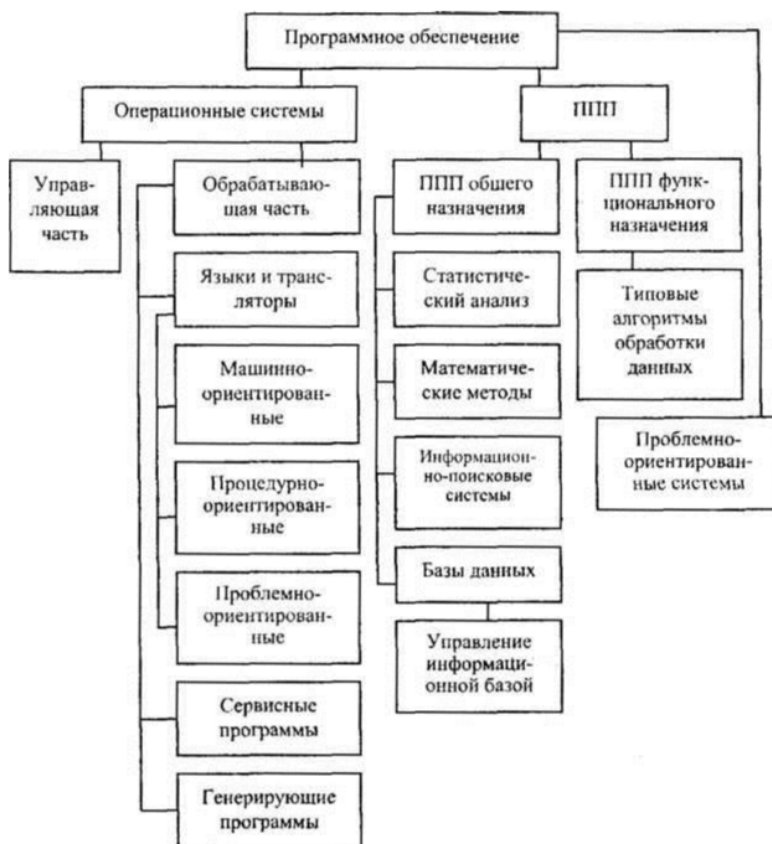 Программное обеспечение
Операционные системы
ППП
Управ-
ляющая
часть
Обрабатываю-
щая часть
ППП общего
назначения
ППП функ-
ционального
назначения
Языки и транс-
ляторы
Статистиче-
ский анализ
Типовые
алгоритмы
обработки
данных
Машинно-
ориентирован-
ные
Математиче-
ские методы
Проблемно-
ориентирован-
ные системы
Процедурно-
ориентирован-
ные
Информацион-
но-поисковые
системы
Проблемно-
ориентирован-
ные
Базы данных
Управление
информаци-
онной базой
Сервисные
программы
Генерирующие
программы